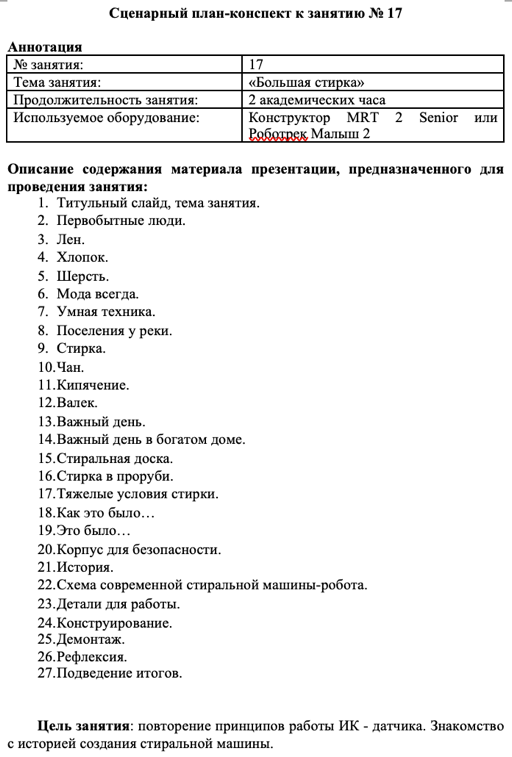 Сценарный план-конспект к занятию № 17
Аннотация
№ занятия: 17
Тема занятия: «Большая стирка»
Продолжительность занятия: 2 академических часа
Используемое оборудование: Конструктор MRT 2 Senior или
Роботрек Малыш 2
Описание содержания материала презентации, предназначенного для
проведения занятия:
1. Титульный слайд, тема занятия.
2. Первобытные люди.
3. Лен.
4. Хлопок.
5. Шерсть.
6. Мода всегда.
7. Умная техника.
8. Поселения у реки.
9. Стирка.
10.Чан.
11.Кипячение.
12.Валек.
13.Важный день.
14.Важный день в богатом доме.
15.Стиральная доска.
16.Стирка в проруби.
17.Тяжелые условия стирки.
18.Как это было…
19.Это было…
20.Корпус для безопасности.
21.История.
22.Схема современной стиральной машины-робота.
23.Детали для работы.
24.Конструирование.
25.Демонтаж.
26.Рефлексия.
27.Подведение итогов.
Цель занятия: повторение принципов работы ИК - датчика. Знакомство
с историей создания стиральной машины.